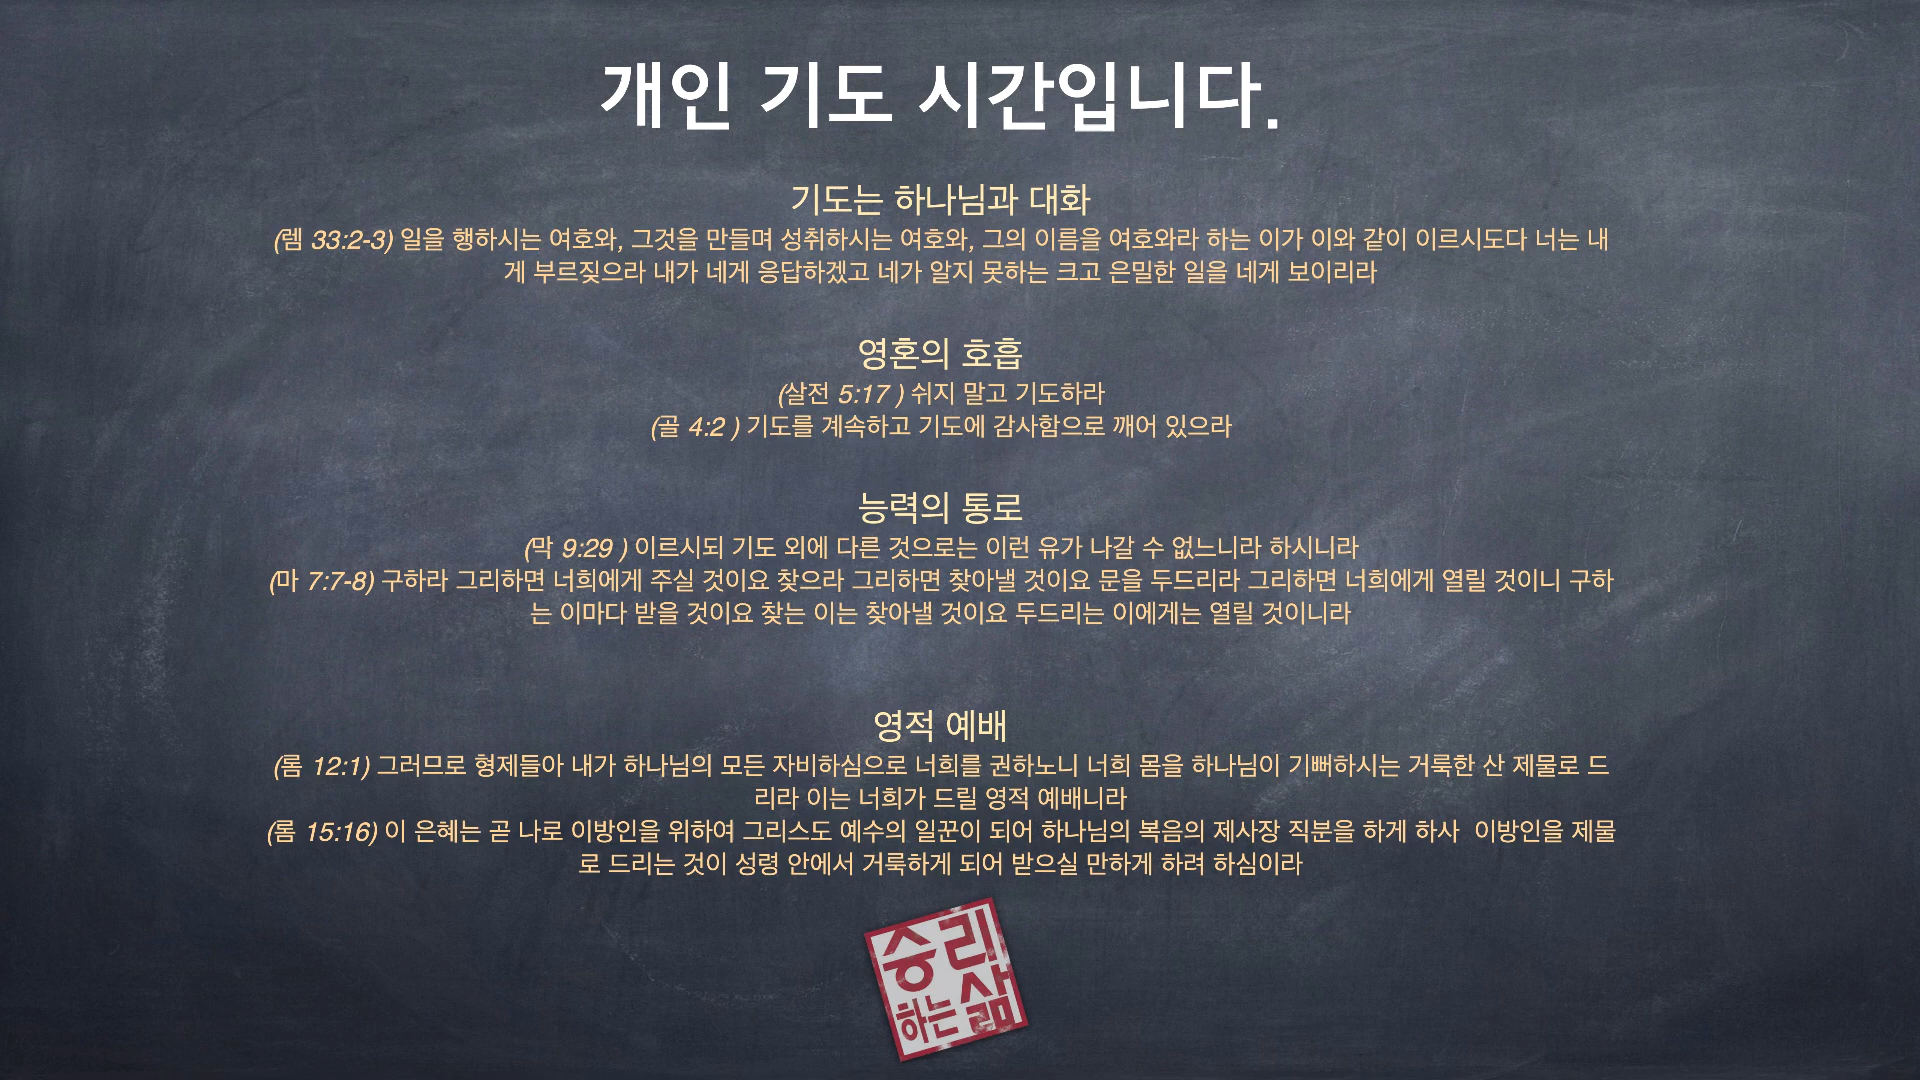 개인 기도 시간입니다.
기도는 하나님과 대화
(렘 33:2-3) 일을 행하시는 여호와, 그것을 만들며 성취하시는 여호와, 그의 이름을 여호와라 하는 이가 이와 같이 이르시도다 너는 내
게 부르짖으라 내가 네게 응답하겠고 네가 알지 못하는 크고 은밀한 일을 네게 보이리라
영혼의 호흡
(살전 5:17 ) 쉬지 말고 기도하라
(골 4:2 ) 기도를 계속하고 기도에 감사함으로 깨어 있으라
능력의 통로
(막 9:29 ) 이르시되 기도 외에 다른 것으로는 이런 유가 나갈 수 없느니라 하시니라
(마 7:7-8) 구하라 그리하면 너희에게 주실 것이요 찾으라 그리하면 찾아낼 것이요 문을 두드리라 그리하면 너희에게 열릴 것이니 구하
는 이마다 받을 것이요 찾는 이는 찾아낼 것이요 두드리는 이에게는 열릴 것이니라
영적 예배
(롬 12:1) 그러므로 형제들아 내가 하나님의 모든 자비하심으로 너희를 권하노니 너희 몸을 하나님이 기뻐하시는 거룩한 산 제물로 드
리라 이는 너희가 드릴 영적 예배니라
(롬 15:16) 이 은혜는 곧 나로 이방인을 위하여 그리스도 예수의 일꾼이 되어 하나님의 복음의 제사장 직분을 하게 하사  이방인을 제물
로 드리는 것이 성령 안에서 거룩하게 되어 받으실 만하게 하려 하심이라
승리
하는 삶